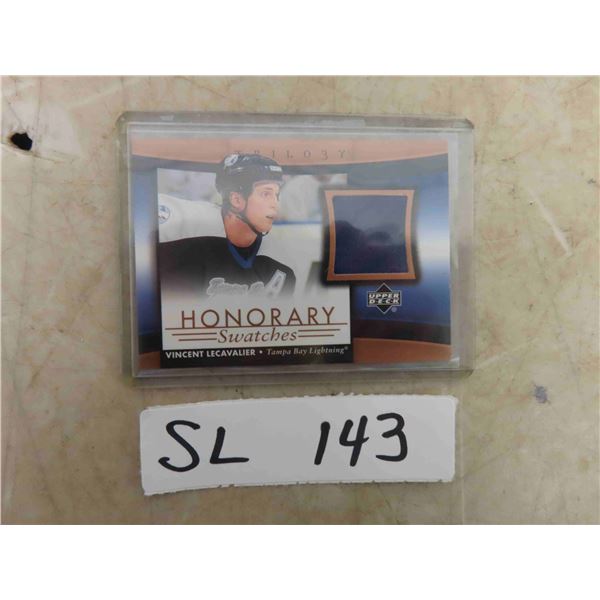 TRILOGY
HONORARY
Swatches
VINCENT LECAVALIER • Tampa Bay Lightning®
UPPER
DECK
SL 143